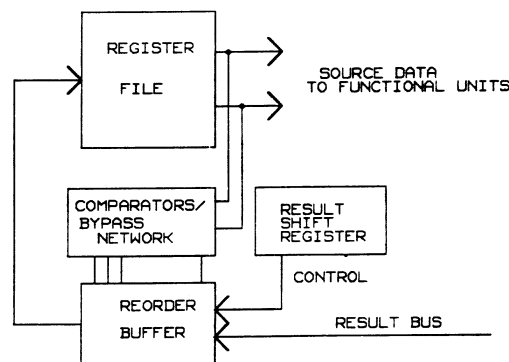 REGISTER
FILE
SOURCE DATA
TO FUNCTIONAL UNITS
COMPARATORS/
BYPASS
NETWORK
RESULT
SHIFT
REGISTER
CONTROL
REORDER
BUFFER
RESULT BUS